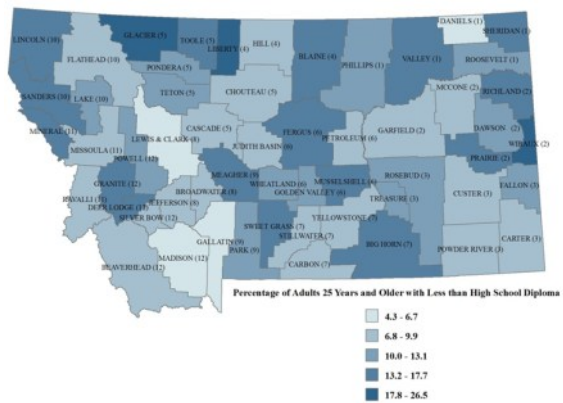 DANIELS (1)
SHERIDAN (1)
LINCOLN (10)
GLACIER (5)
TOOLE (5)
LIBERTY (4)
HILL (4)
BLAINE (4)
PHILLIPS (1)
VALLEY (1)
ROOSEVELT (1)
FLATHEAD (10)
PONDERA (5)
TETON (5)
CHOUTEAU (5)
MCCONE (2)
RICHLAND (2)
SANDERS (10)
LAKE (10)
LEWIS & CLARK (8)
CASCADE (5)
FERGUS (6)
PETROLEUM (6)
GARFIELD (2)
DAWSON (2)
MINERAL (11)
MISSOULA (11)
JUDITH BASIN (6)
WIBAUX (2)
POWELL (12)
PRAIRIE (2)
GRANITE (12)
MEAGHER (9)
WHEATLAND (6)
MUSSELSHELL (6)
ROSEBUD (3)
FALLON (3)
RAVALLI (11)
DEER LODGE (12)
JEFFERSON (8)
BROADWATER (8)
GOLDEN VALLEY (6)
TREASURE (3)
CUSTER (3)
SILVER BOW (12)
GALLATIN (9)
PARK (9)
SWEET GRASS (7)
STILLWATER (7)
YELLOWSTONE (7)
BIG HORN (7)
POWDER RIVER (3)
CARTER (3)
BEAVERHEAD (12)
MADISON (12)
CARBON (7)
Percentage of Adults 25 Years and Older with Less than High School Diploma
4.3 - 6.7
6.8 - 9.9
10.0 - 13.1
13.2 - 17.7
17.8 - 26.5